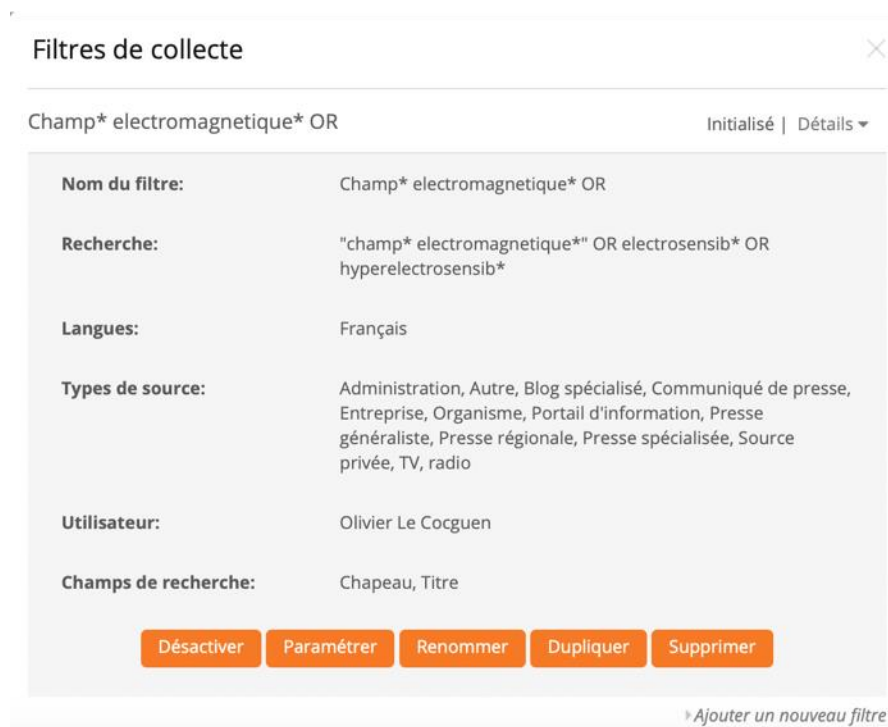 Filtres de collecte
Champ* electromagnetique* OR
Initialisé | Détails
Nom du filtre: Champ* electromagnetique* OR
Recherche: "champ* electromagnetique*" OR electrosensib* OR
hyperelectrosensib*
Langues: Français
Types de source: Administration, Autre, Blog spécialisé, Communiqué de presse,
Entreprise, Organisme, Portail d'information, Presse
généraliste, Presse régionale, Presse spécialisée, Source
privée, TV, radio
Utilisateur: Olivier Le Cocguen
Champs de recherche: Chapeau, Titre
Désactiver Paramétrer Renommer Dupliquer Supprimer
Ajouter un nouveau filtre